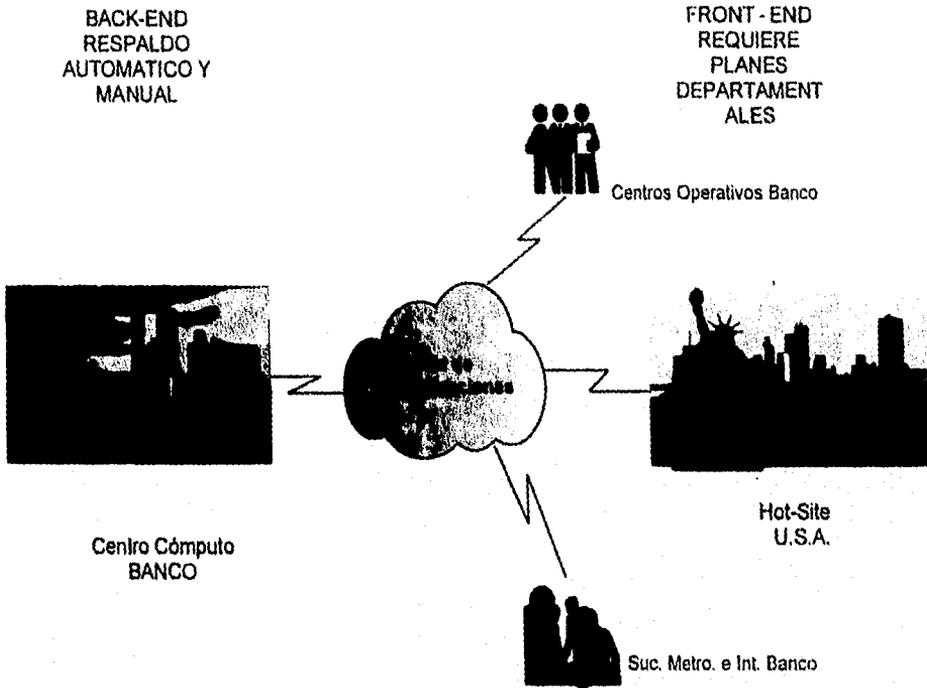 BACK-END
RESPALDO
AUTOMATICO Y
MANUAL
FRONT - END
REQUIERE
PLANES
DEPARTAMENT
ALES
Centros Operativos Banco
de
Centro Cómputo
BANCO
Hot-Site
U.S.A.
Suc. Metro. e Int. Banco